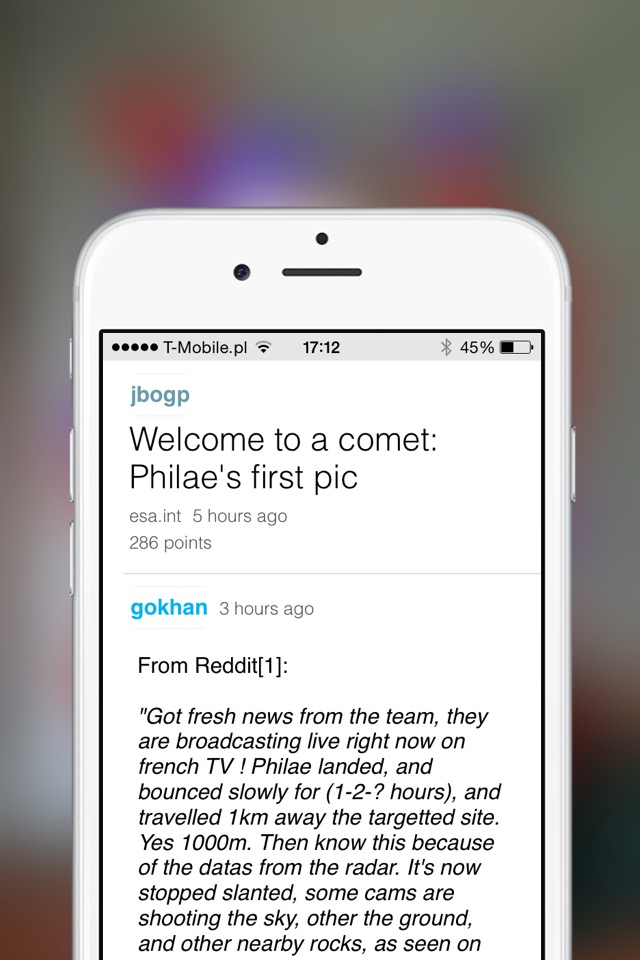 ●●●●● T-Mobile.pl 17:12 45%
jbogp
Welcome to a comet:
Philae's first pic
esa.int 5 hours ago
286 points
gokhan 3 hours ago
From Reddit[1]:
"Got fresh news from the team, they
are broadcasting live right now on
french TV ! Philae landed, and
bounced slowly for (1-2-? hours), and
travelled 1km away the targetted site.
Yes 1000m. Then know this because
of the datas from the radar. It's now
stopped slanted, some cams are
shooting the sky, other the ground,
and other nearby rocks, as seen on